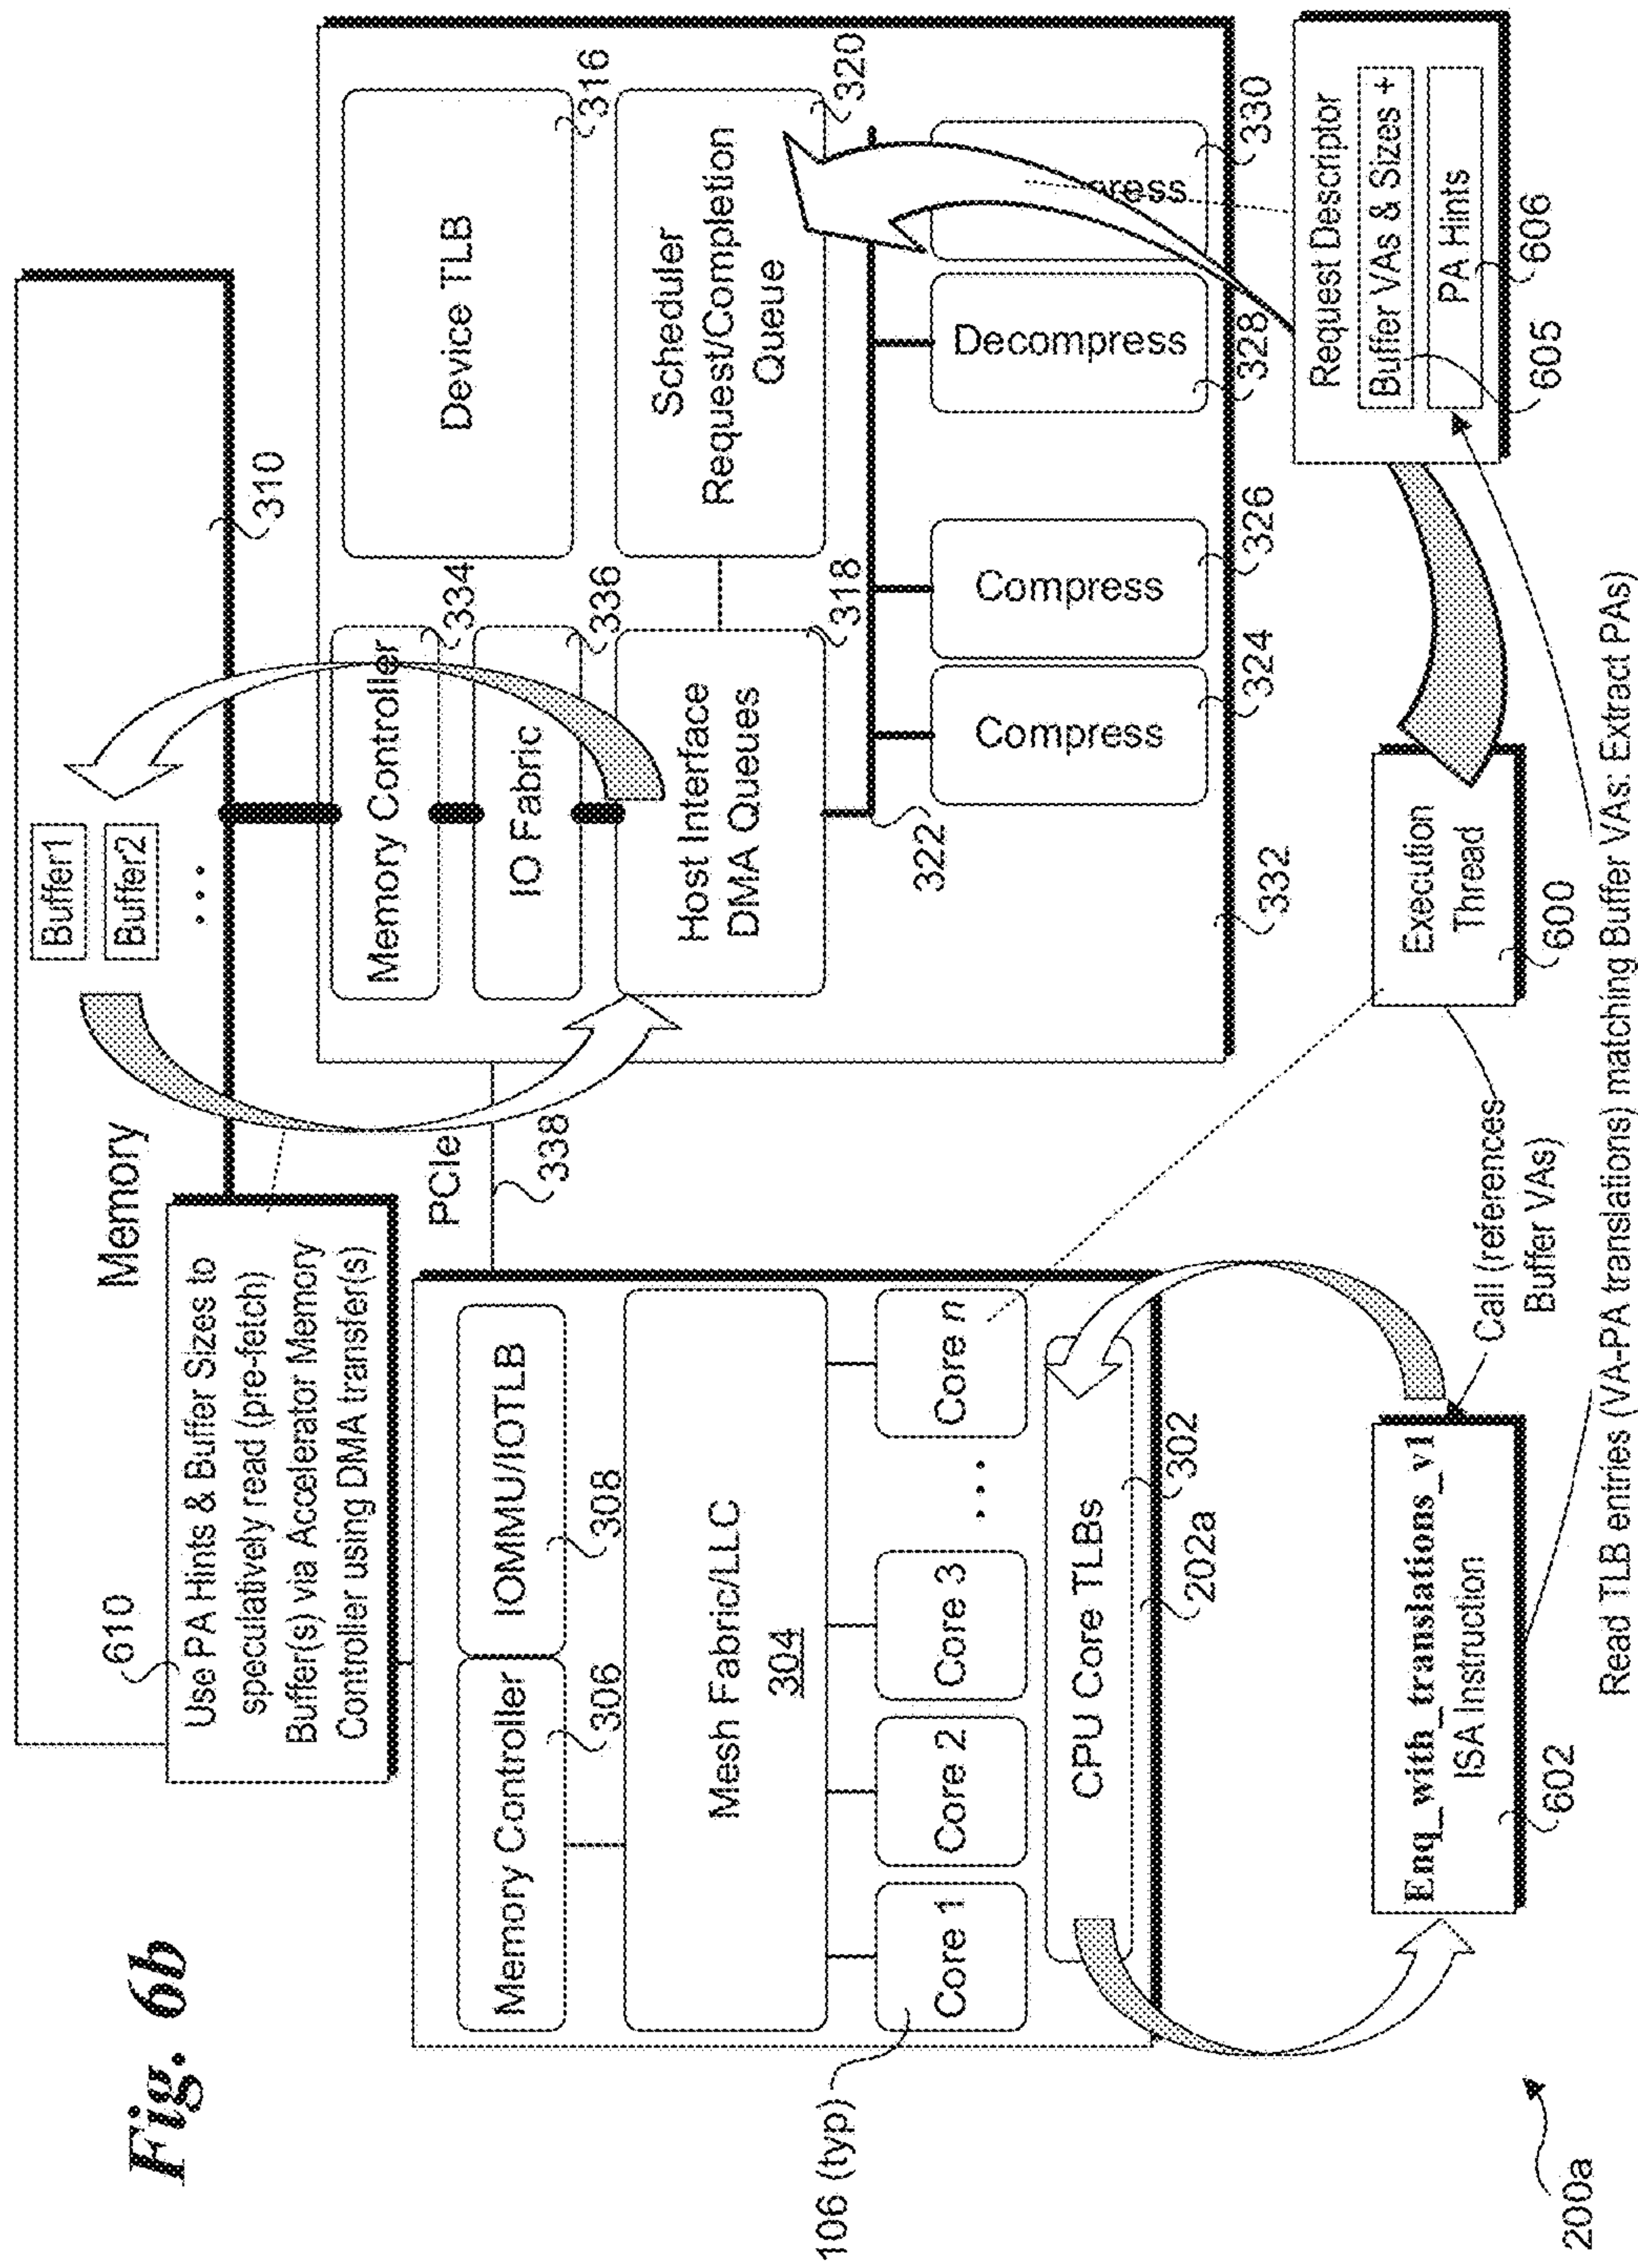 Fig. 6b
Memory
Buffer1
Buffer2
...
310
610
Use PA Hints & Buffer Sizes to
speculatively read (pre-fetch)
Buffer(s) via Accelerator Memory
Controller using DMA transfer(s)
PCIe
338
Memory Controller
306
IOMMU/IOTLB
308
Mesh Fabric/LLC
304
Core 1
Core 2
Core 3
...
Core n
106 (typ)
CPU Core TLBs
302
202a
Memory Controller
334
IO Fabric
336
Host Interface
DMA Queues
318
Device TLB
316
Scheduler
Request/Completion
Queue
320
322
Compress
324
Compress
326
Decompress
328
press
330
332
Enq_with_translations_v1
ISA Instruction
602
Call (references
Buffer VAs)
Execution
Thread
600
Request Descriptor
Buffer VAs & Sizes +
PA Hints
605
606
Read TLB entries (VA-PA translations) matching Buffer VAs: Extract PAs)
200a